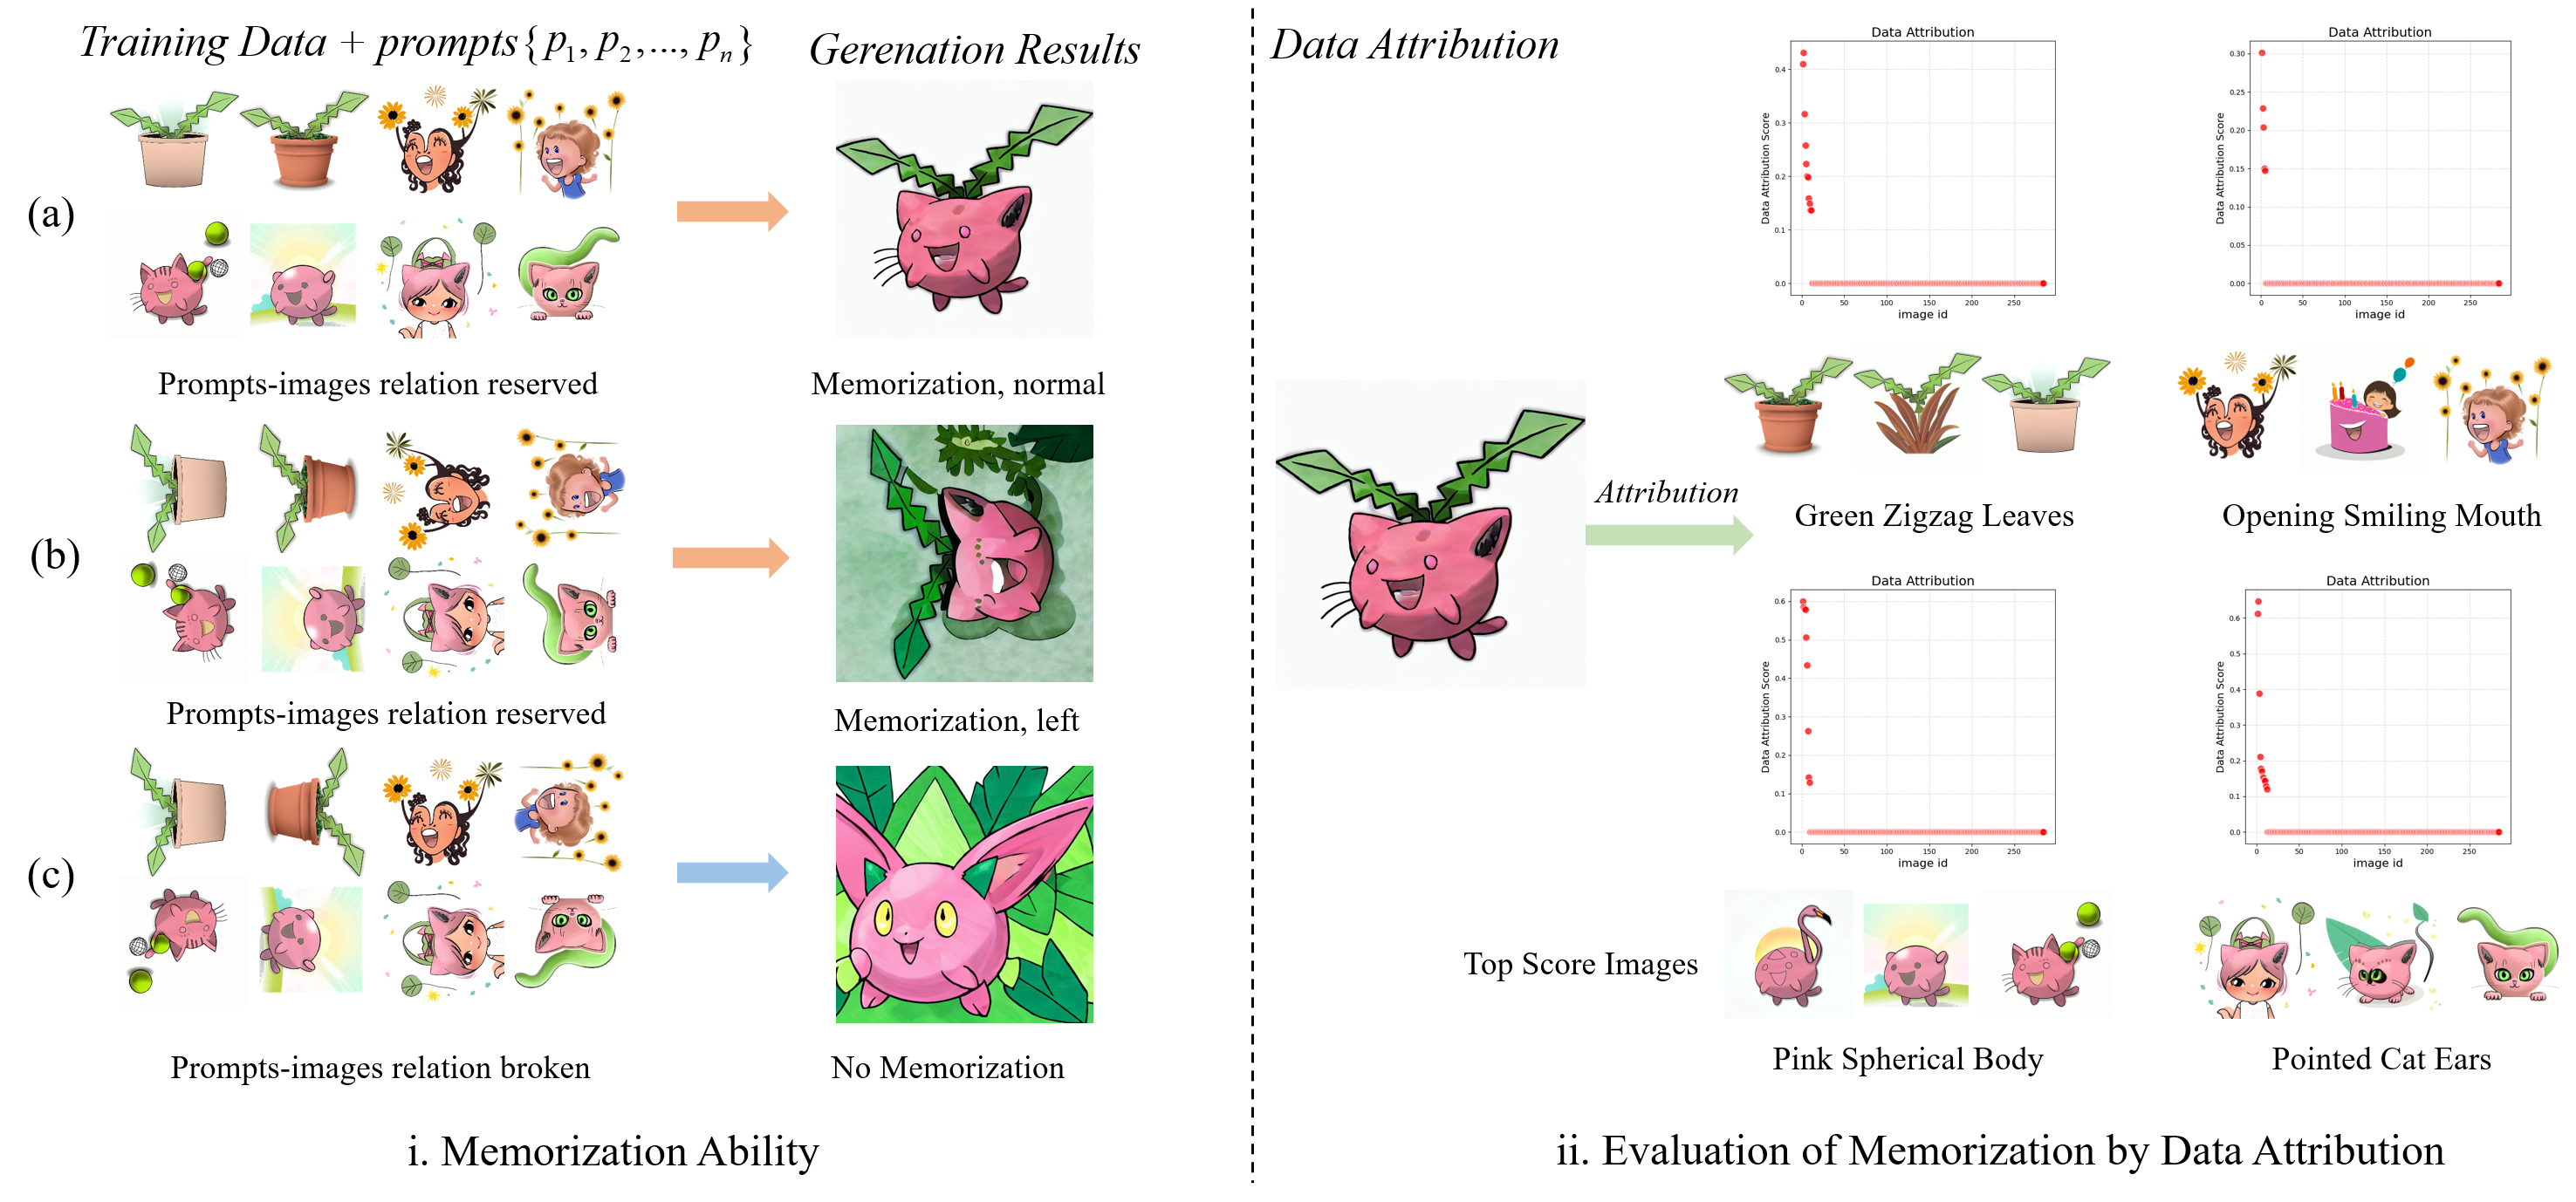 Training Data + prompts{p1, p2,..., pn}
Gerenation Results
(a)
Prompts-images relation reserved
Memorization, normal
(b)
Prompts-images relation reserved
Memorization, left
(c)
Prompts-images relation broken
No Memorization
i. Memorization Ability
Data Attribution
Data Attribution
Data Attribution Score
0.4
0.3
0.2
0.1
0.0
0
50
100
150
200
250
image id
Data Attribution
Data Attribution Score
0.30
0.25
0.20
0.15
0.10
0.05
0.00
0
50
100
150
200
250
image id
Attribution
Green Zigzag Leaves
Opening Smiling Mouth
Data Attribution
Data Attribution Score
0.6
0.5
0.4
0.3
0.2
0.1
0.0
0
50
100
150
200
250
image id
Data Attribution
Data Attribution Score
0.6
0.5
0.4
0.3
0.2
0.1
0.0
0
50
100
150
200
250
image id
Top Score Images
Pink Spherical Body
Pointed Cat Ears
ii. Evaluation of Memorization by Data Attribution